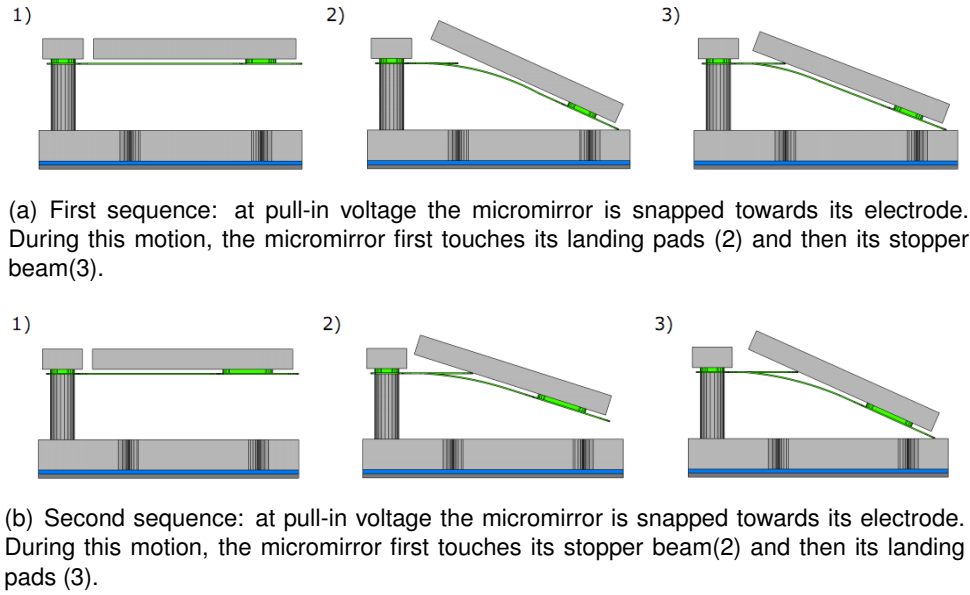 1)
2)
3)
(a) First sequence: at pull-in voltage the micromirror is snapped towards its electrode.
During this motion, the micromirror first touches its landing pads (2) and then its stopper
beam(3).
1)
2)
3)
(b) Second sequence: at pull-in voltage the micromirror is snapped towards its electrode.
During this motion, the micromirror first touches its stopper beam(2) and then its landing
pads (3).